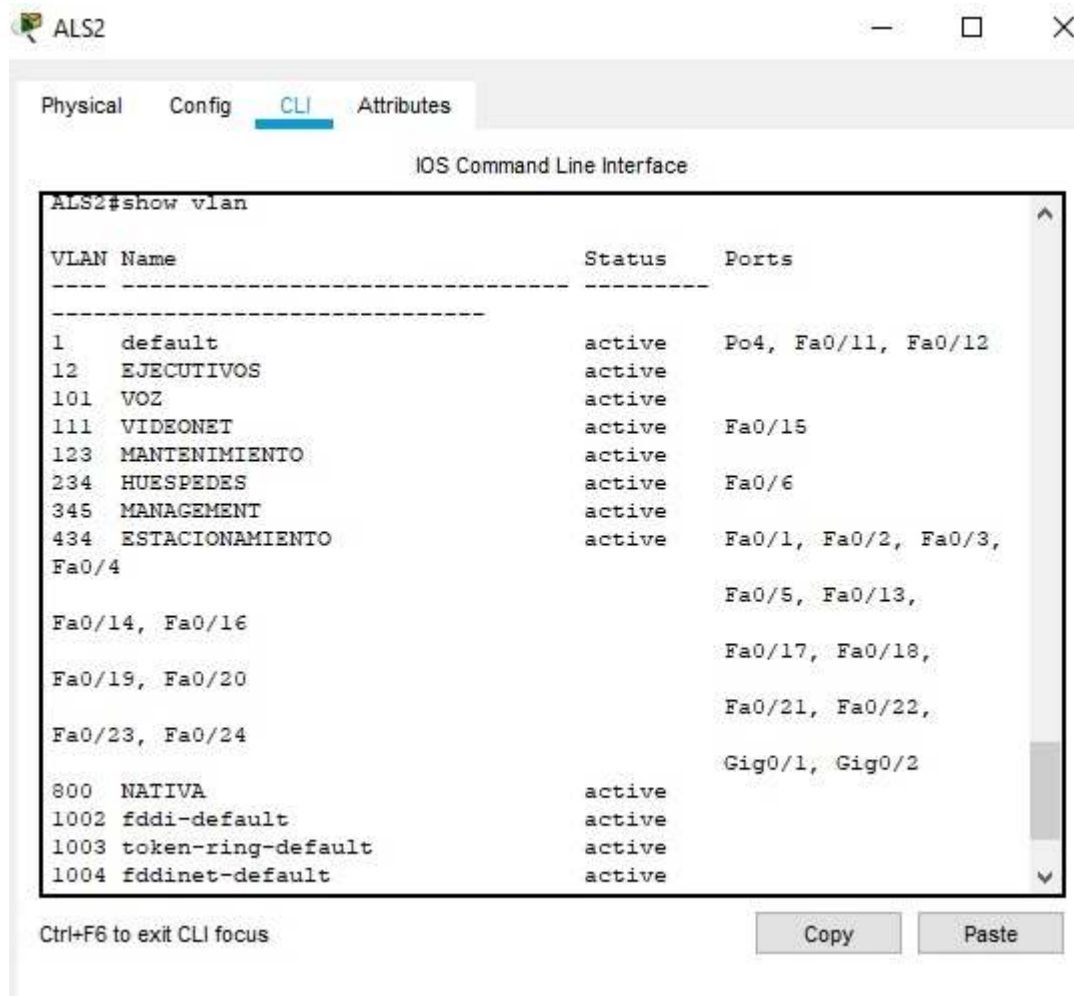 ALS2
Physical Config CLI Attributes
IOS Command Line Interface
ALS2#show vlan
VLAN Name Status Ports
---- -------------------------------- ---------
-------------------------------
1 default active Po4, Fa0/11, Fa0/12
12 EJECUTIVOS active
101 VOZ active
111 VIDEONET active Fa0/15
123 MANTENIMIENTO active
234 HUESPEDES active Fa0/6
345 MANAGEMENT active
434 ESTACIONAMIENTO active Fa0/1, Fa0/2, Fa0/3,
Fa0/4
Fa0/5, Fa0/13,
Fa0/14, Fa0/16
Fa0/17, Fa0/18,
Fa0/19, Fa0/20
Fa0/21, Fa0/22,
Fa0/23, Fa0/24
Gig0/1, Gig0/2
800 NATIVA active
1002 fddi-default active
1003 token-ring-default active
1004 fddinet-default active
Ctrl+F6 to exit CLI focus Copy Paste